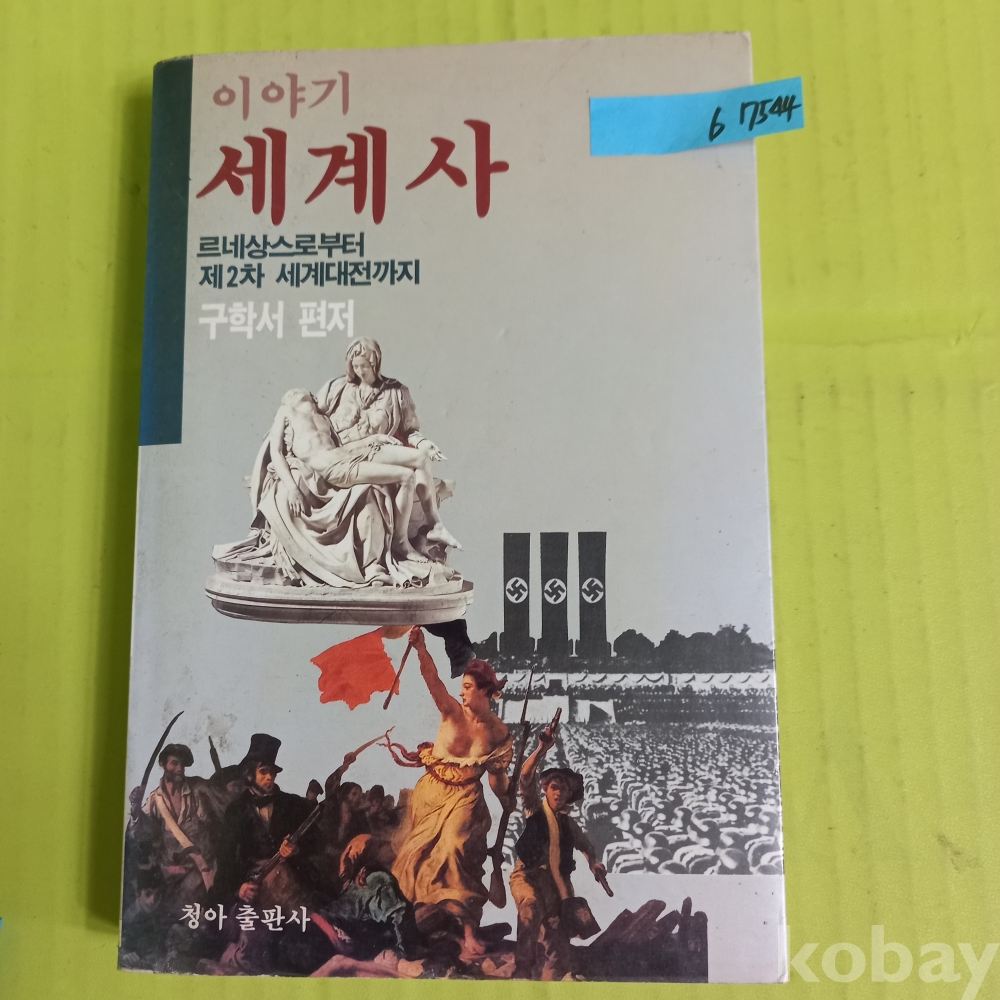 이야기
세계사
르네상스로부터
제2차 세계대전까지
구학서 편저
6 17544
청아 출판사
kobay